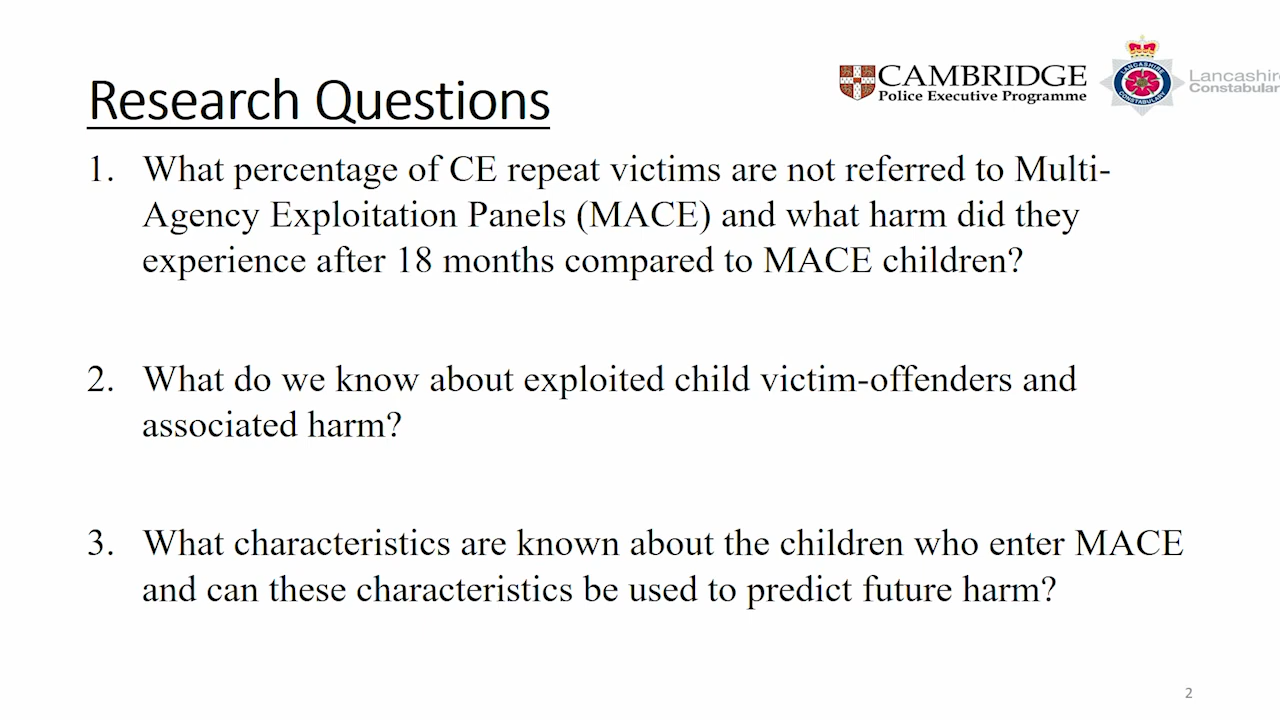 Research Questions
CAMBRIDGE
Police Executive Programme
LANCASHIRE
CONSTABULARY
Lancashire
Constabular
1. What percentage of CE repeat victims are not referred to Multi-
Agency Exploitation Panels (MACE) and what harm did they
experience after 18 months compared to MACE children?
2. What do we know about exploited child victim-offenders and
associated harm?
3. What characteristics are known about the children who enter MACE
and can these characteristics be used to predict future harm?
2